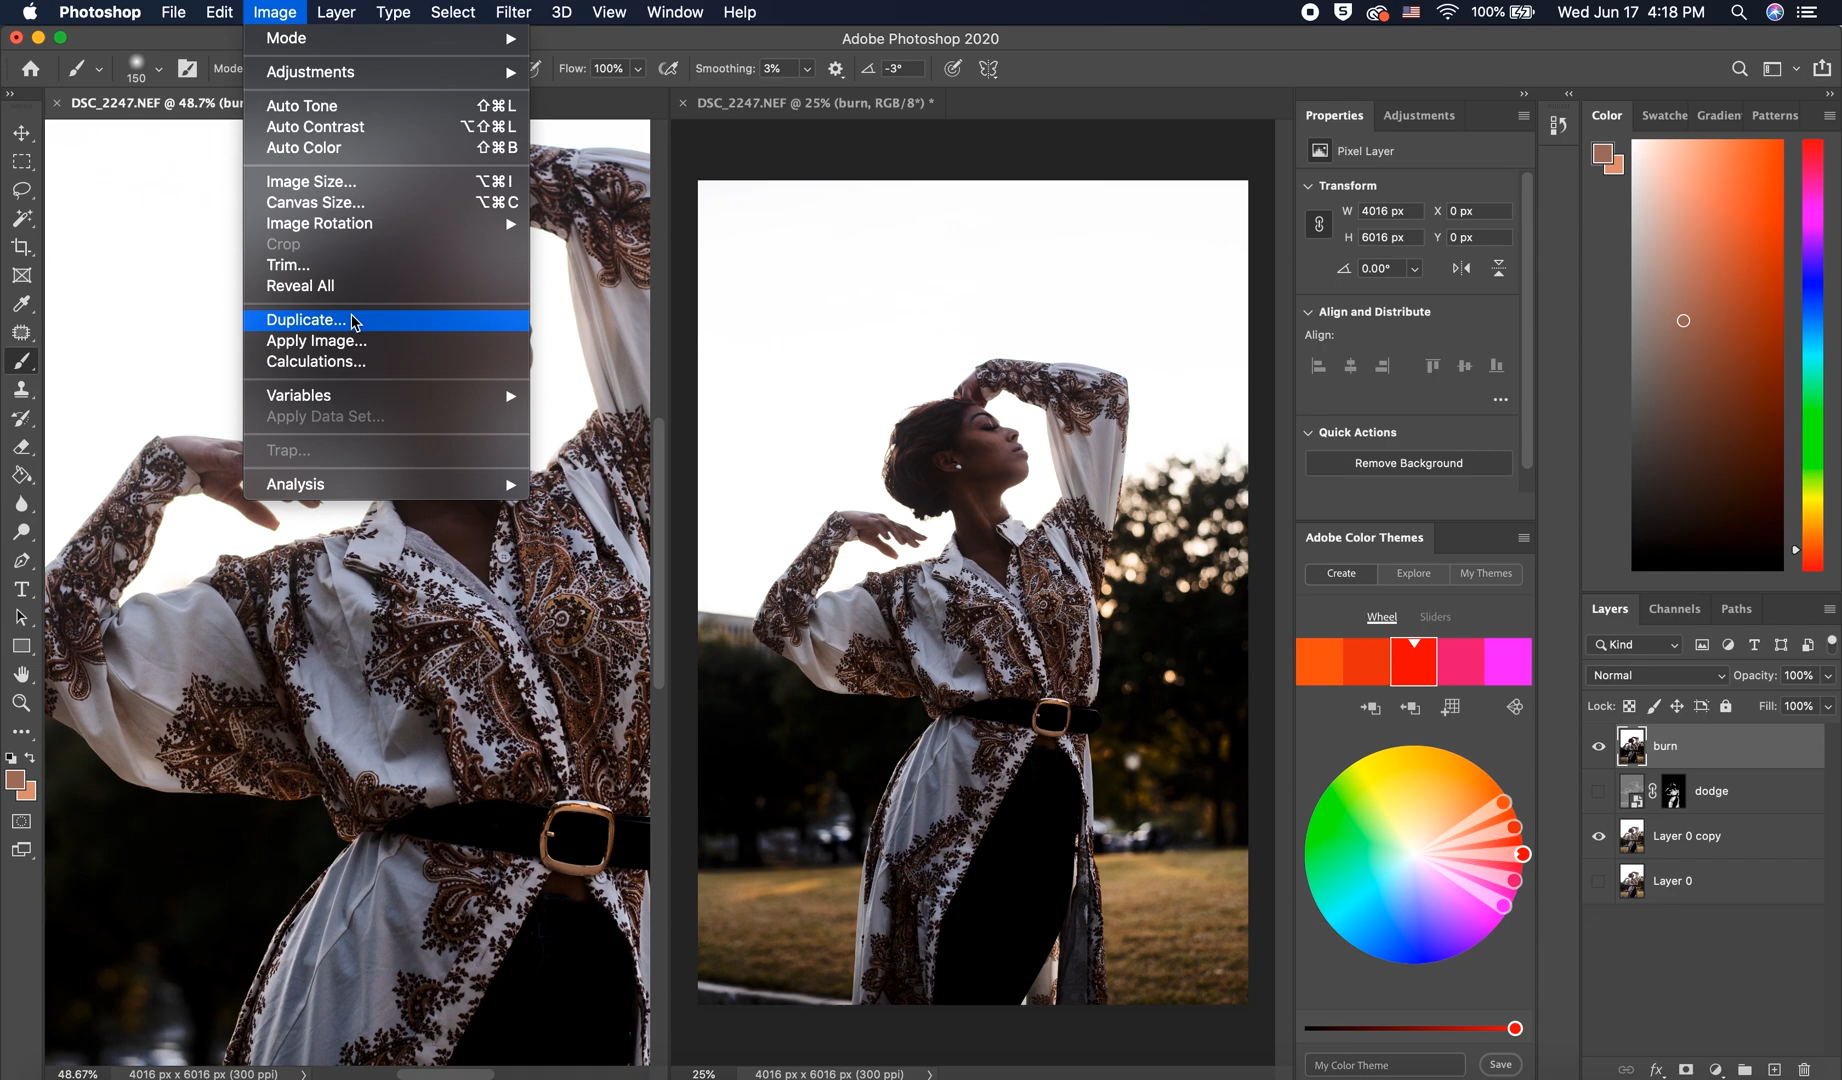 Photoshop File Edit Image Layer Type Select Filter 3D View Window Help
100% Wed Jun 17 4:18 PM
Adobe Photoshop 2020
150 Mode Flow: 100% Smoothing: 3% -3°
DSC_2247.NEF @ 48.7% (bur
DSC_2247.NEF @ 25% (burn, RGB/8*) *
Mode
Adjustments
Auto Tone ⇧⌘L
Auto Contrast ⌥⇧⌘L
Auto Color ⇧⌘B
Image Size... ⌥⌘I
Canvas Size... ⌥⌘C
Image Rotation
Crop
Trim...
Reveal All
Duplicate...
Apply Image...
Calculations...
Variables
Apply Data Set...
Trap...
Analysis
48.67% 4016 px x 6016 px (300 ppi)
25% 4016 px x 6016 px (300 ppi)
Properties Adjustments
Pixel Layer
Transform
W 4016 px X 0 px
H 6016 px Y 0 px
0.00°
Align and Distribute
Align:
Quick Actions
Remove Background
Adobe Color Themes
Create Explore My Themes
Wheel Sliders
My Color Theme Save
Color Swatche Gradien Patterns
Layers Channels Paths
Kind
Normal Opacity: 100%
Lock: Fill: 100%
burn
dodge
Layer 0 copy
Layer 0
fx